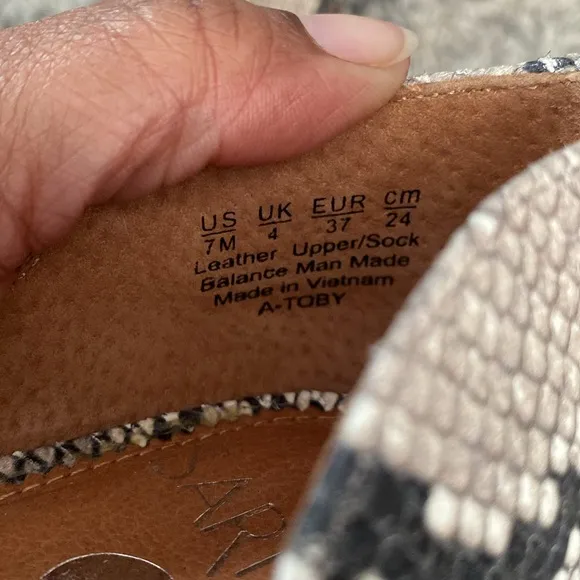 US UK EUR cm
7M 4 37 24
Leather Upper/Sock
Balance Man Made
Made in Vietnam
A-TOBY